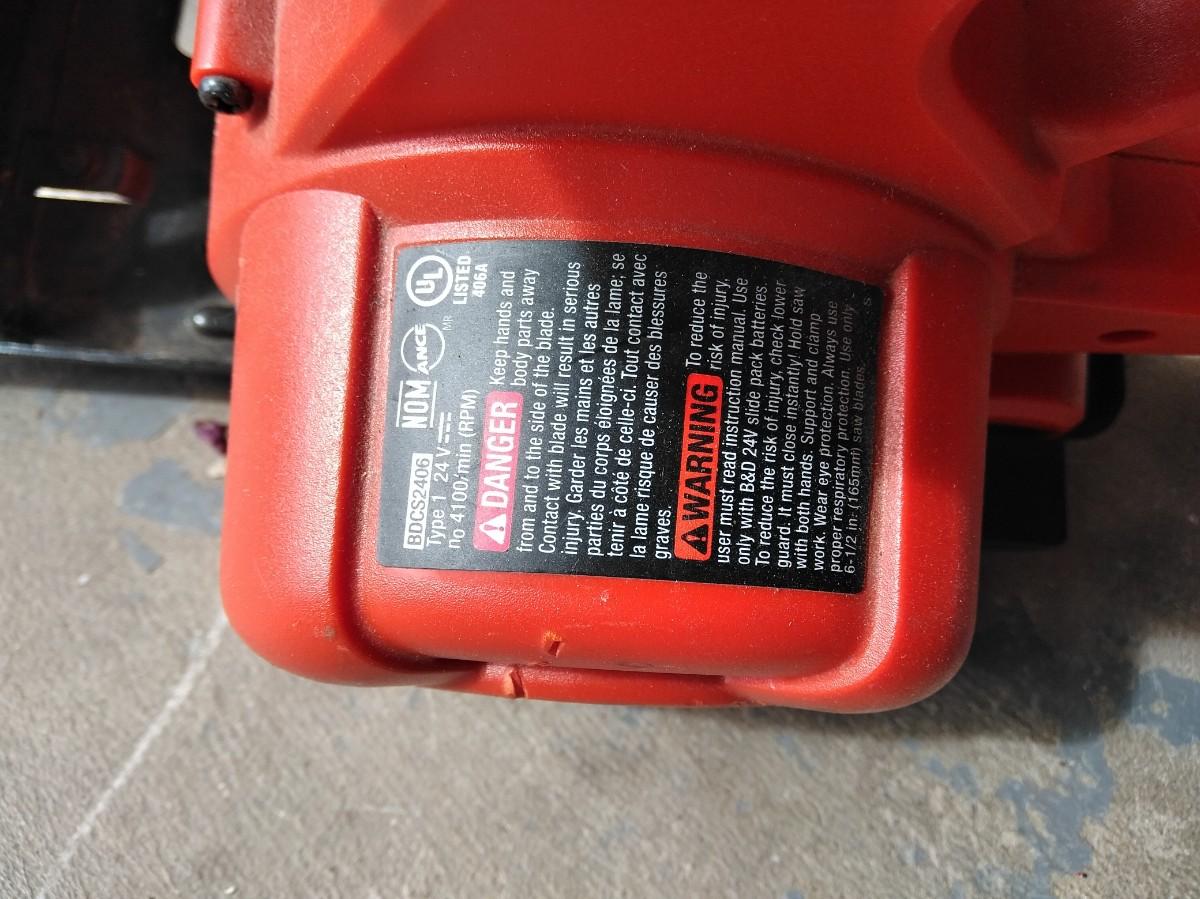 BDCS2406
Type 1 24 V
no 4100/min (RPM)
NOM
ANCE
MR
UL
LISTED
406A
DANGER Keep hands and
body parts away
from and to the side of the blade.
Contact with blade will result in serious
injury. Garder les mains et les autres
parties du corps eloignées de la lame; se
tenir à côté de celle-ci. Tout contact avec
la lame risque de causer des blessures
graves.
WARNING To reduce the
risk of injury,
user must read instruction manual. Use
only with B&D 24V slide pack batteries.
To reduce the risk of injury, check lower
guard. It must close instantly! Hold saw
with both hands. Support and clamp
work. Wear eye protection. Always use
proper respiratory protection. Use only
6-1/2 in. (165mm) saw blades. S